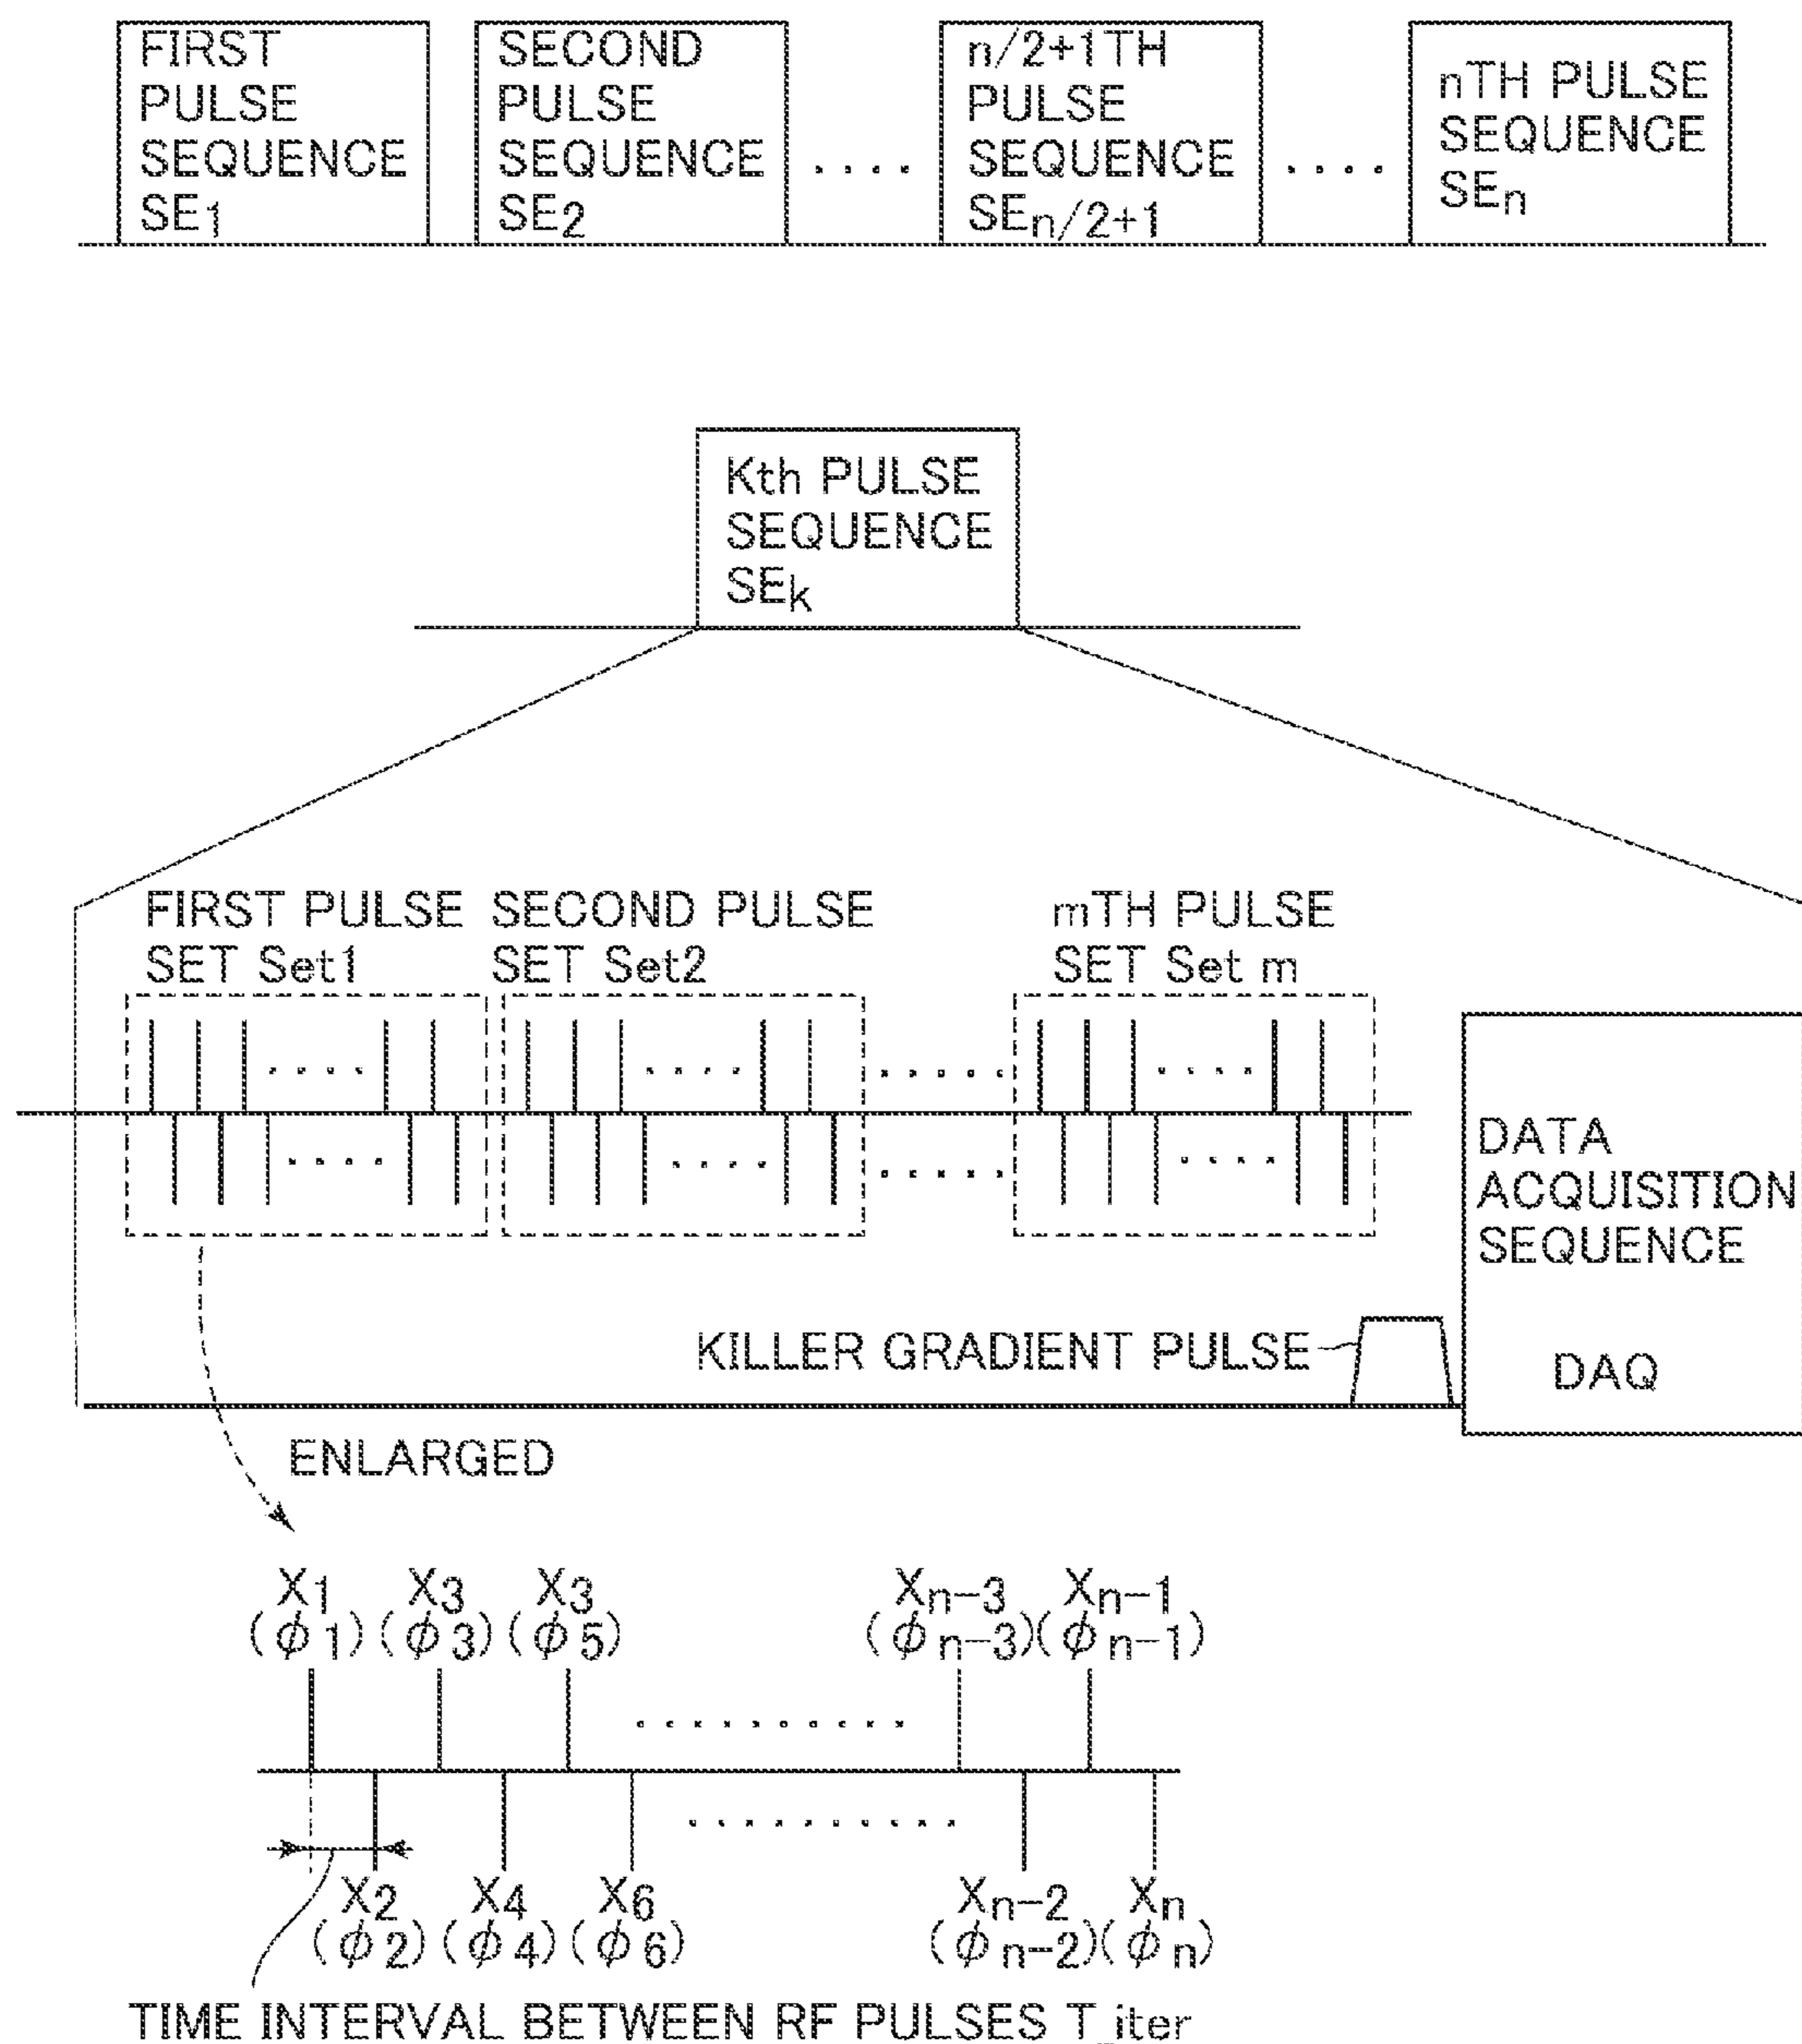 FIRST
PULSE
SEQUENCE
SE1
SECOND
PULSE
SEQUENCE
SE2
....
n/2+1TH
PULSE
SEQUENCE
SEn/2+1
....
nTH PULSE
SEQUENCE
SEn
Kth PULSE
SEQUENCE
SEk
FIRST PULSE
SET Set1
SECOND PULSE
SET Set2
mTH PULSE
SET Set m
DATA
ACQUISITION
SEQUENCE
DAQ
KILLER GRADIENT PULSE
ENLARGED
X1 X3 X3 Xn-3 Xn-1
(ϕ1) (ϕ3) (ϕ5) (ϕn-3) (ϕn-1)
X2 X4 X6 Xn-2 Xn
(ϕ2) (ϕ4) (ϕ6) (ϕn-2) (ϕn)
TIME INTERVAL BETWEEN RF PULSES T_iter